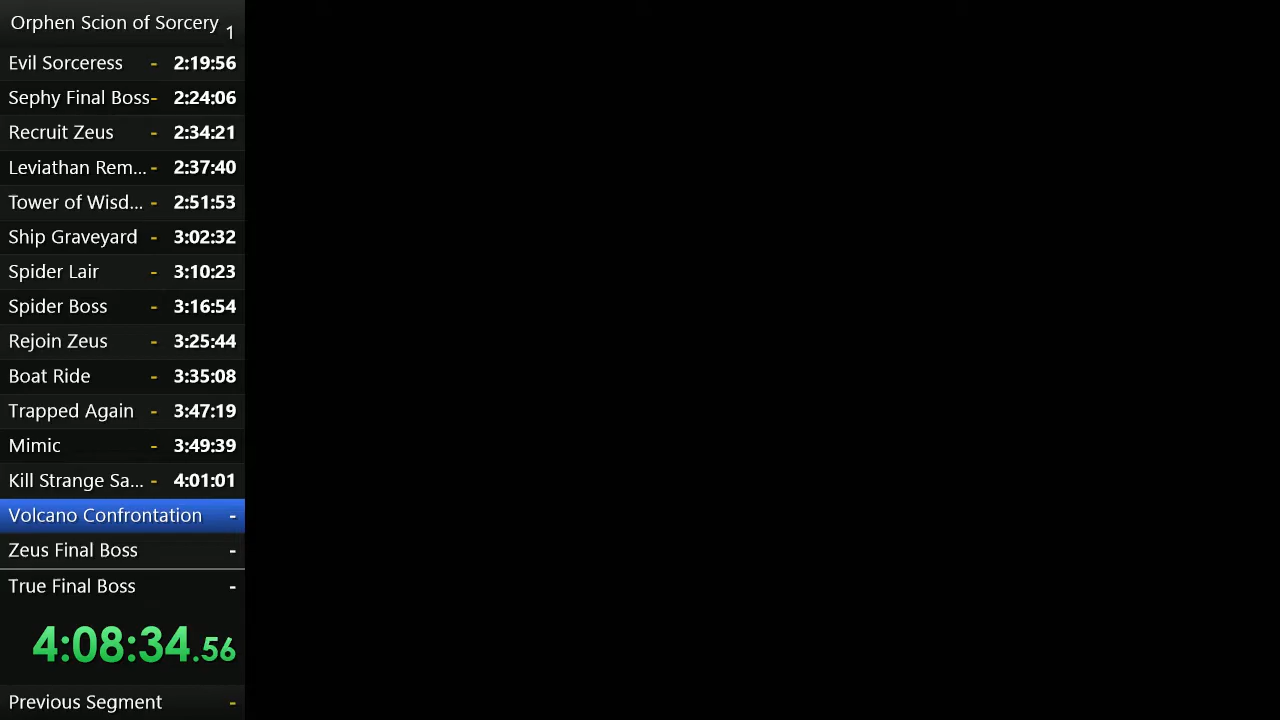 Orphen Scion of Sorcery 1
Evil Sorceress - 2:19:56
Sephy Final Boss- 2:24:06
Recruit Zeus - 2:34:21
Leviathan Rem... - 2:37:40
Tower of Wisd... - 2:51:53
Ship Graveyard - 3:02:32
Spider Lair - 3:10:23
Spider Boss - 3:16:54
Rejoin Zeus - 3:25:44
Boat Ride - 3:35:08
Trapped Again - 3:47:19
Mimic - 3:49:39
Kill Strange Sa... - 4:01:01
Volcano Confrontation -
Zeus Final Boss -
True Final Boss -
4:08:34.56
Previous Segment -